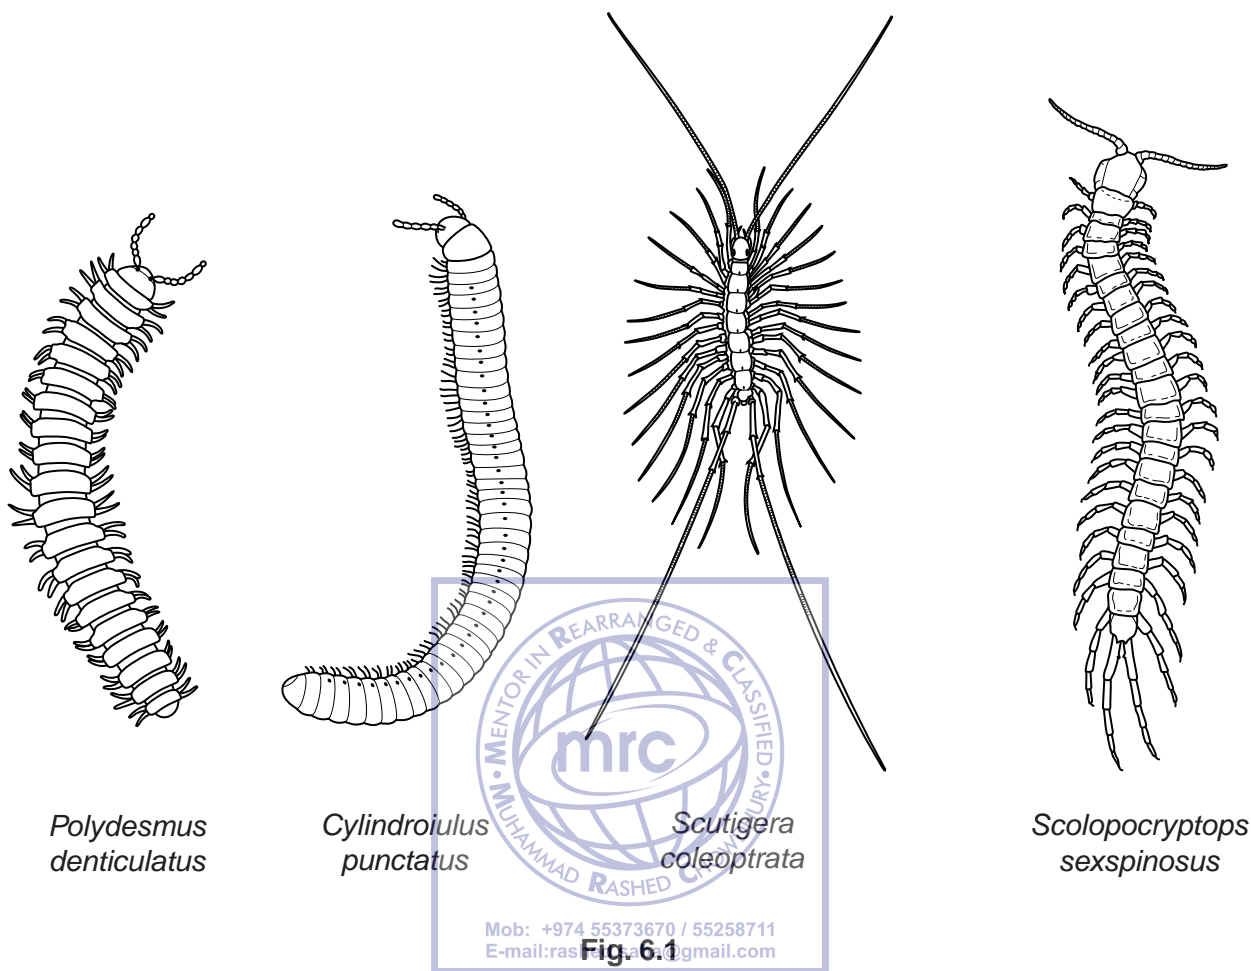 Polydesmus
denticulatus
Cylindroiulus
punctatus
Scutigera
coleoptrata
Scolopocryptops
sexspinosus
• MENTOR IN REARRANGED & CLASSIFIED •
MUHAMMAD RASHED CHOWDHURY
mrc
Mob: +974 55373670 / 55258711
Fig. 6.1